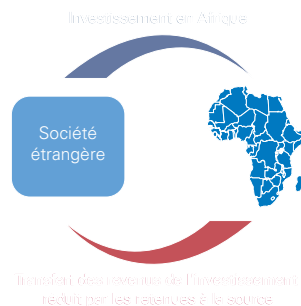 Investissement en Afrique
Société
étrangère
Transfert des revenus de l'investissement
réduit par les retenues à la source